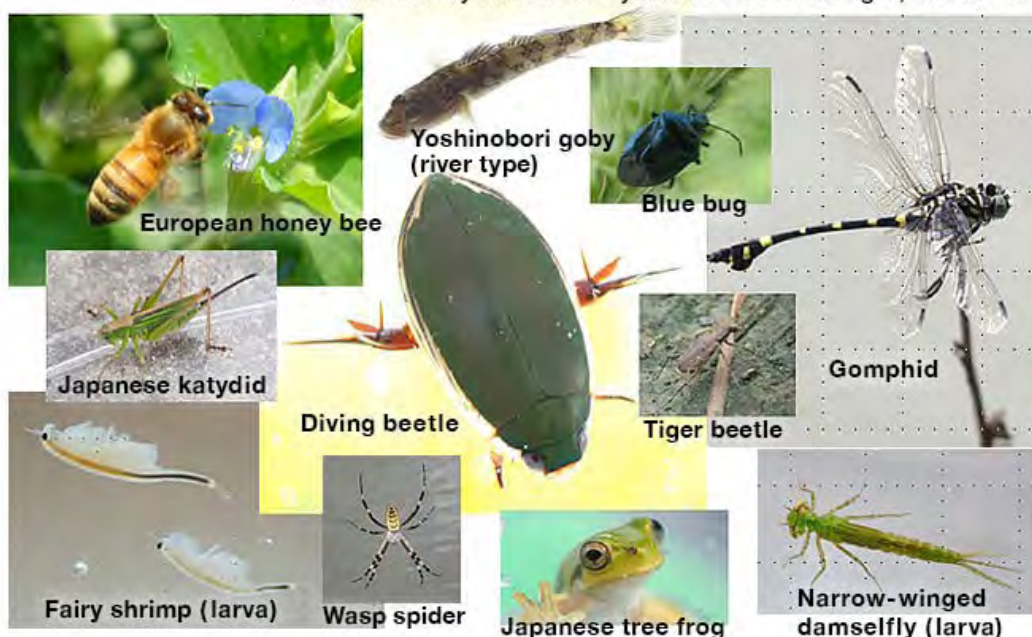 Yoshinobori goby
(river type)
European honey bee
Blue bug
Japanese katydid
Diving beetle
Tiger beetle
Gomphid
Fairy shrimp (larva)
Wasp spider
Japanese tree frog
Narrow-winged
damselfly (larva)